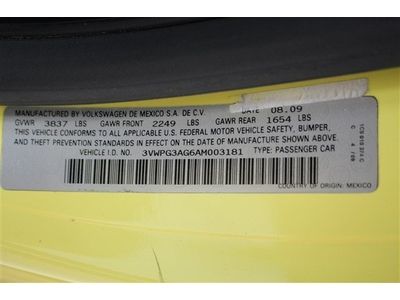 MANUFACTURED BY VOLKSWAGEN DE MEXICO S.A. DE C.V. 08.09
GVWR 3837 LBS GAWR FRONT 2249 LBS GAWR REAR 1654 LBS
THIS VEHICLE CONFORMS TO ALL APPLICABLE U.S. FEDERAL MOTOR VEHICLE SAFETY, BUMPER,
AND THEFT PREVENTION STANDARDS IN EFFECT ON THE DATE OF MANUFACTURE SHOWN ABOVE.
VEHICLE I.D. NO. 3VWPG3AG6AM003181 TYPE: PASSENGER CAR
COUNTRY OF ORIGIN: MEXICO